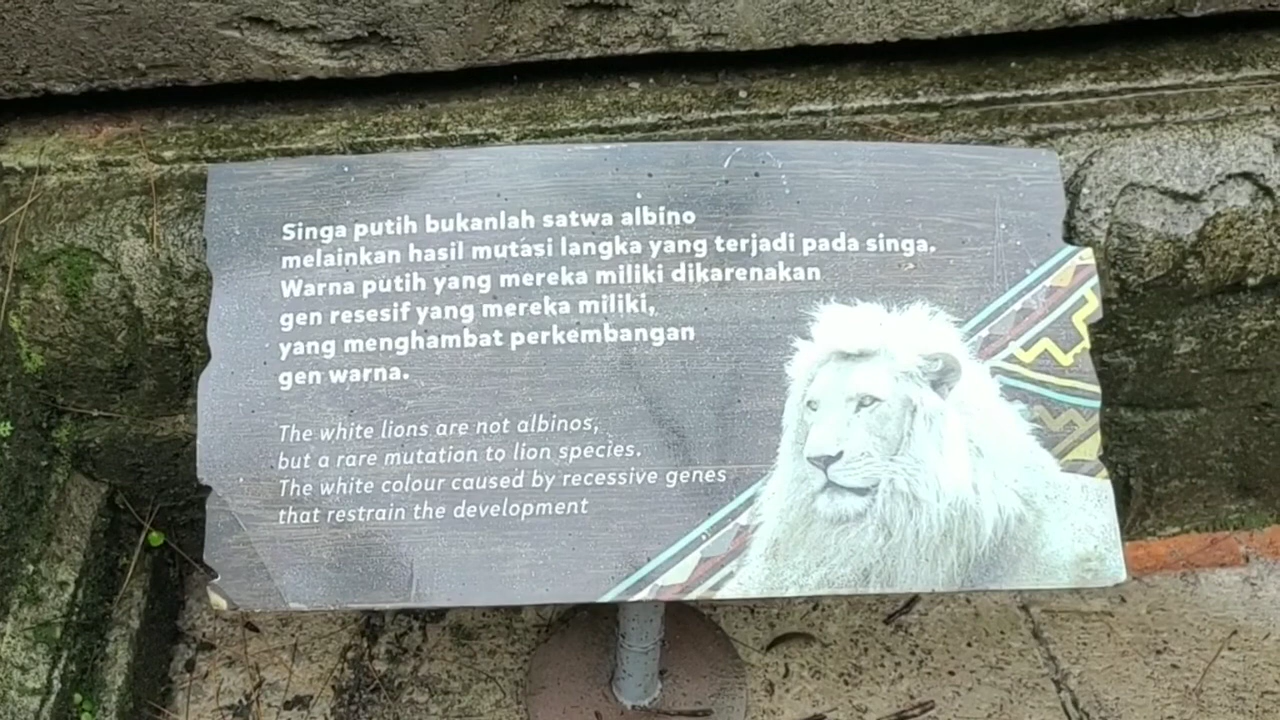 Singa putih bukanlah satwa albino
melainkan hasil mutasi langka yang terjadi pada singa.
Warna putih yang mereka miliki dikarenakan
gen resesif yang mereka miliki,
yang menghambat perkembangan
gen warna.
The white lions are not albinos,
but a rare mutation to lion species.
The white colour caused by recessive genes
that restrain the development